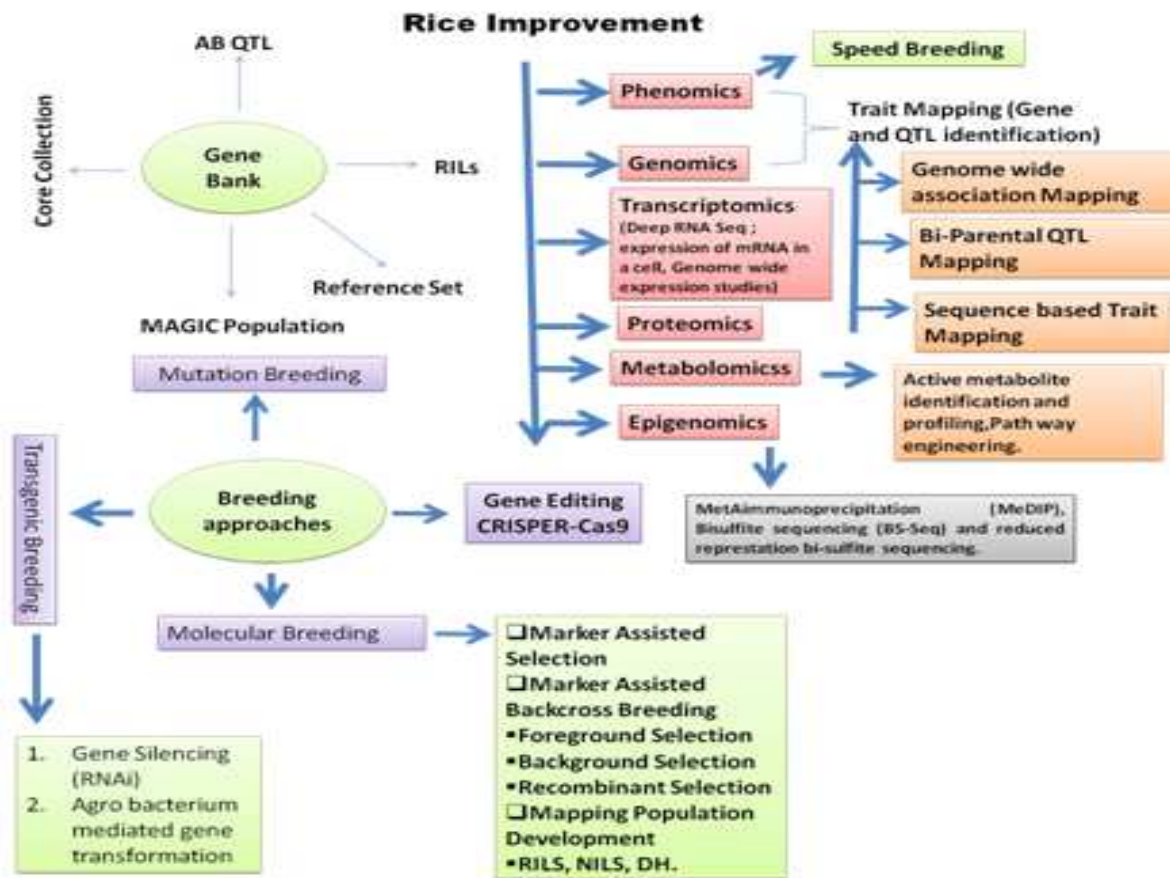 Rice Improvement
AB QTL
Gene
Bank
Core Collection
RILs
Reference Set
MAGIC Population
Speed Breeding
Phenomics
Trait Mapping (Gene
and QTL identification)
Genomics
Genome wide
association Mapping
Transcriptomics
(Deep RNA Seq ;
expression of mRNA in
a cell, Genome wide
expression studies)
Bi-Parental QTL
Mapping
Sequence based Trait
Mapping
Proteomics
Metabolomicss
Active metabolite
identification and
profiling,Path way
engineering.
Epigenomics
MetAimmunoprecipitation (MeDIP),
Bisulfite sequencing (BS-Seq) and reduced
represtation bi-sulfite sequencing.
Mutation Breeding
Transgenic Breeding.
Breeding
approaches
Gene Editing
CRISPER-Cas9
Molecular Breeding
❑Marker Assisted
Selection
❑Marker Assisted
Backcross Breeding
▪Foreground Selection
▪Background Selection
▪Recombinant Selection
❑Mapping Population
Development
▪RILS, NILS, DH.
1. Gene Silencing
(RNAi)
2. Agro bacterium
mediated gene
transformation